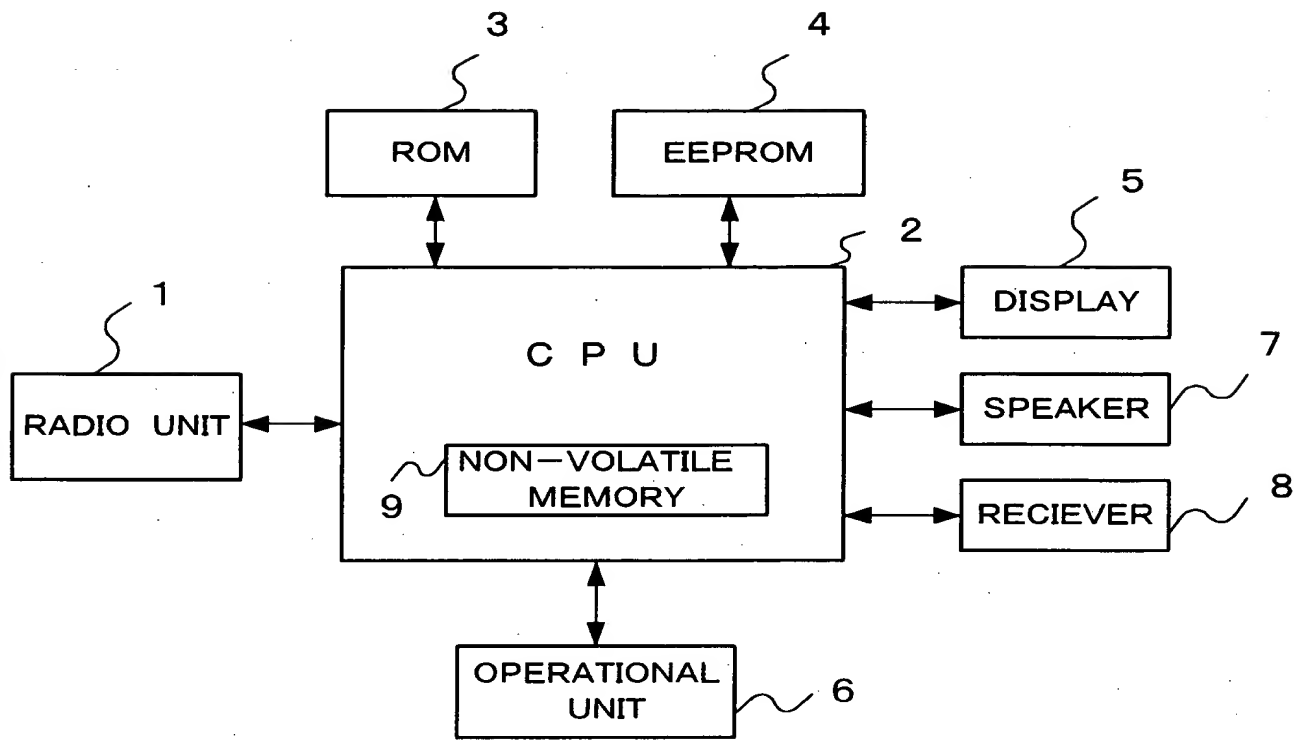 3
4
ROM
EEPROM
5
2
DISPLAY
1
C P U
7
RADIO UNIT
SPEAKER
NON-VOLATILE
MEMORY
9
8
RECIEVER
OPERATIONAL
UNIT
6